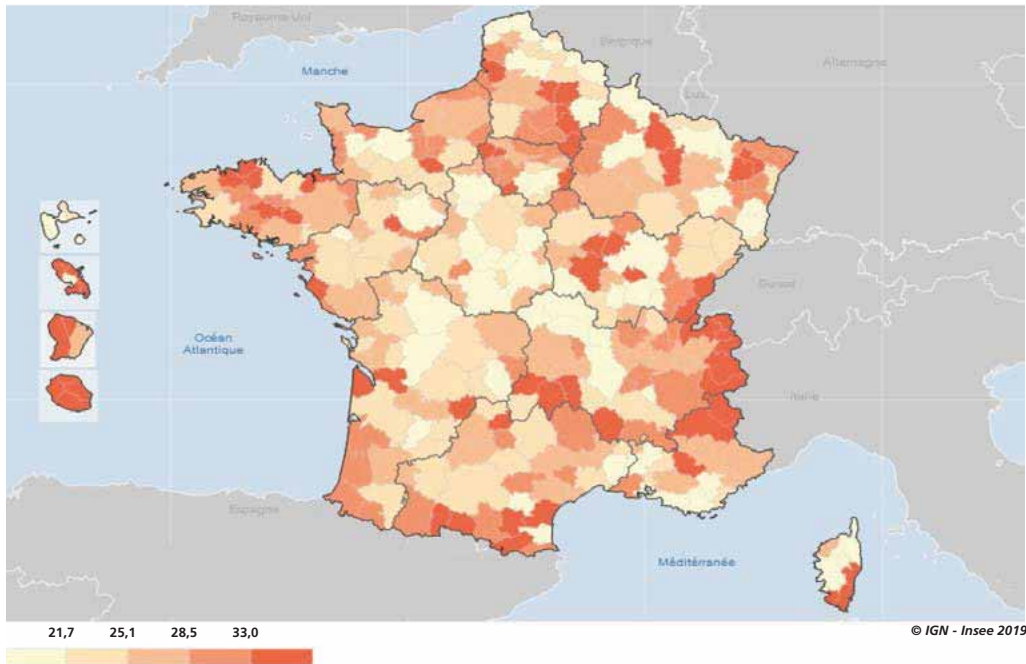 Royaume-Uni
Belgique
Manche
Allemagne
Lux.
Suisse
Océan
Atlantique
Italie
Espagne
Méditérranée
21,7 25,1 28,5 33,0
© IGN - Insee 2019